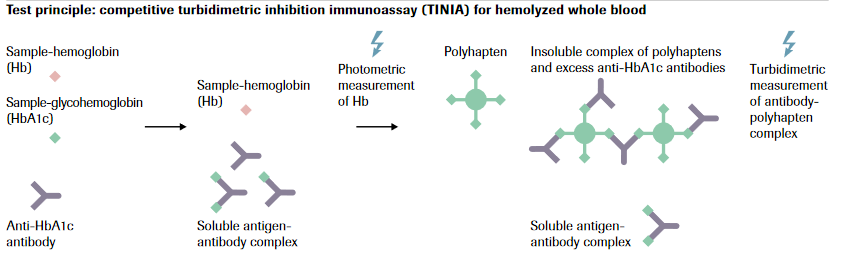 Test principle: competitive turbidimetric inhibition immunoassay (TINIA) for hemolyzed whole blood
Sample-hemoglobin
(Hb)
Sample-glycohemoglobin
(HbA1c)
Anti-HbA1c
antibody
Sample-hemoglobin
(Hb)
Soluble antigen-
antibody complex
Photometric
measurement
of Hb
Polyhapten
Insoluble complex of polyhaptens
and excess anti-HbA1c antibodies
Soluble antigen-
antibody complex
Turbidimetric
measurement
of antibody-
polyhapten
complex